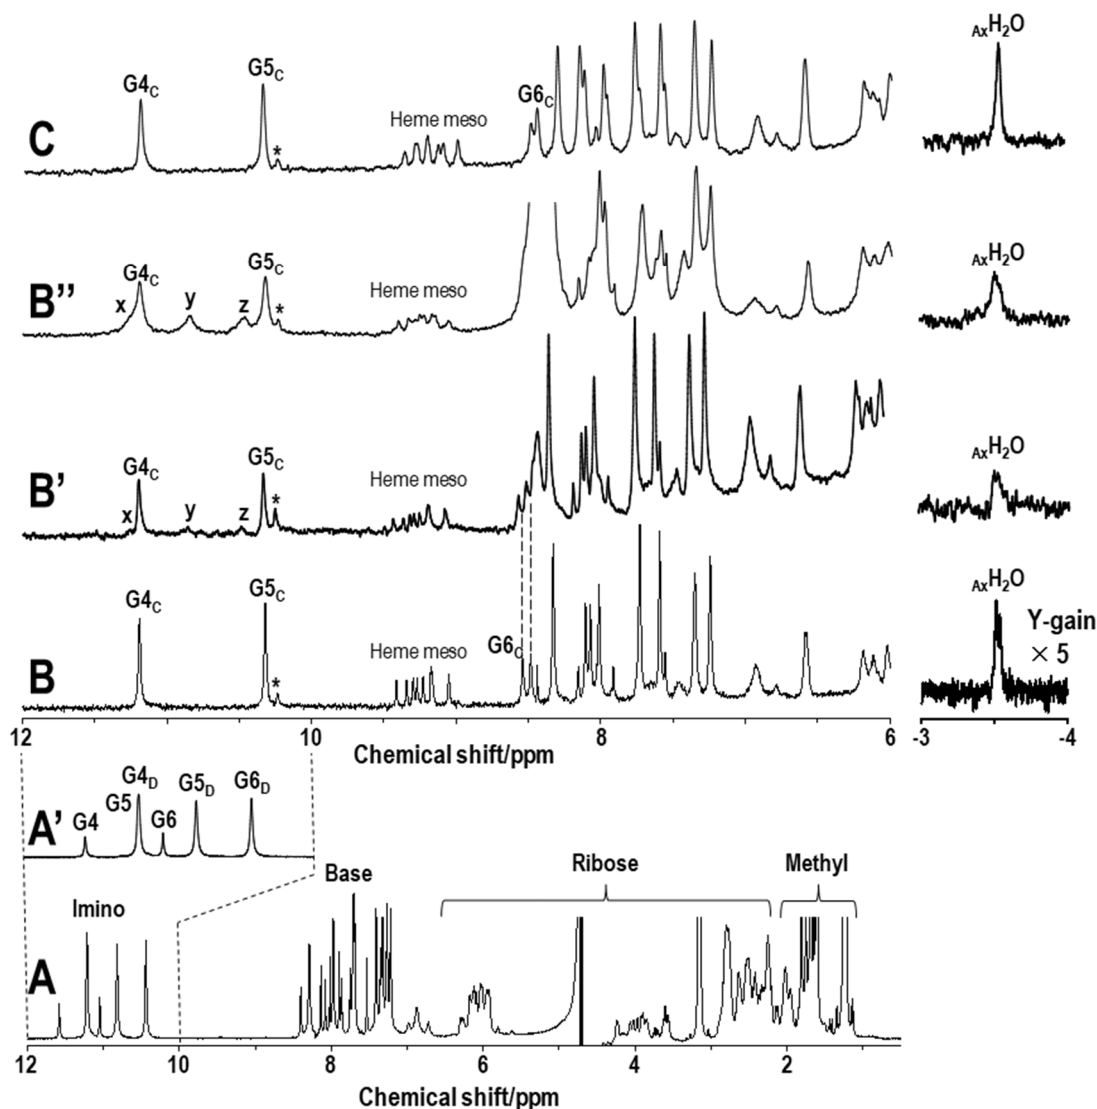 AxH2O
G4C
G5C
*
Heme meso
G6C
C
AxH2O
G4C
x
y
z
G5C
*
Heme meso
B’’
AxH2O
G4C
x
y
z
G5C
*
Heme meso
B’
AxH2O
Y-gain
× 5
G4C
G5C
*
Heme meso
G6C
B
12 10 8 6 -3 -4
Chemical shift/ppm
G4D
G5 G5D G6D
G4 G6
A’
Imino Base Ribose Methyl
A
12 10 8 6 4 2
Chemical shift/ppm